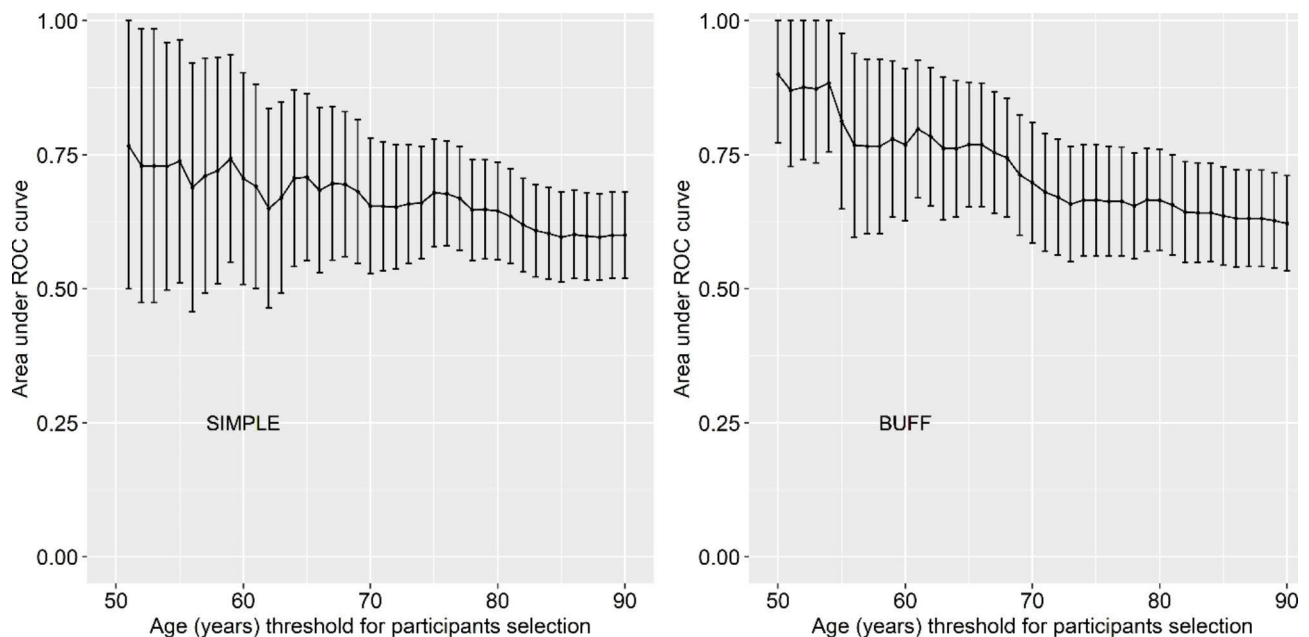 Area under ROC curve
1.00
0.75
0.50
0.25
0.00
SIMPLE
50 60 70 80 90
Age (years) threshold for participants selection
Area under ROC curve
1.00
0.75
0.50
0.25
0.00
BUFF
50 60 70 80 90
Age (years) threshold for participants selection